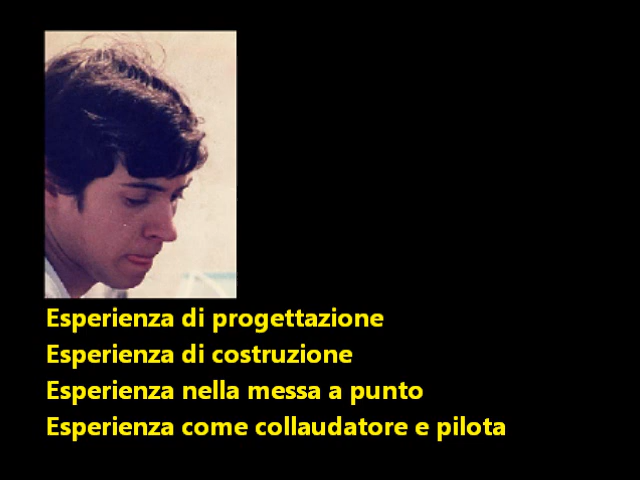 Esperienza di progettazione
Esperienza di costruzione
Esperienza nella messa a punto
Esperienza come collaudatore e pilota